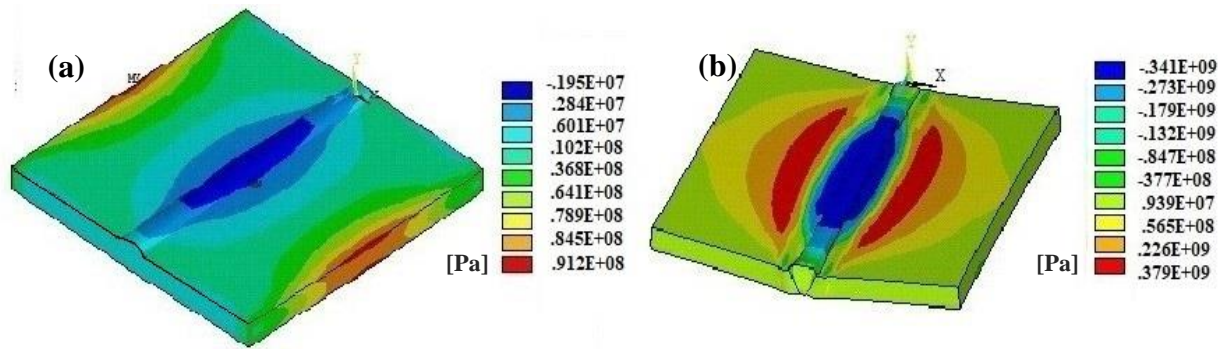 (a)
MX
Y
-.195E+07
.284E+07
.601E+07
.102E+08
.368E+08
.641E+08
.789E+08
.845E+08
.912E+08
[Pa]
(b)
Y
X
-.341E+09
-.273E+09
-.179E+09
-.132E+09
-.847E+08
-.377E+08
.939E+07
.565E+08
.226E+09
.379E+09
[Pa]